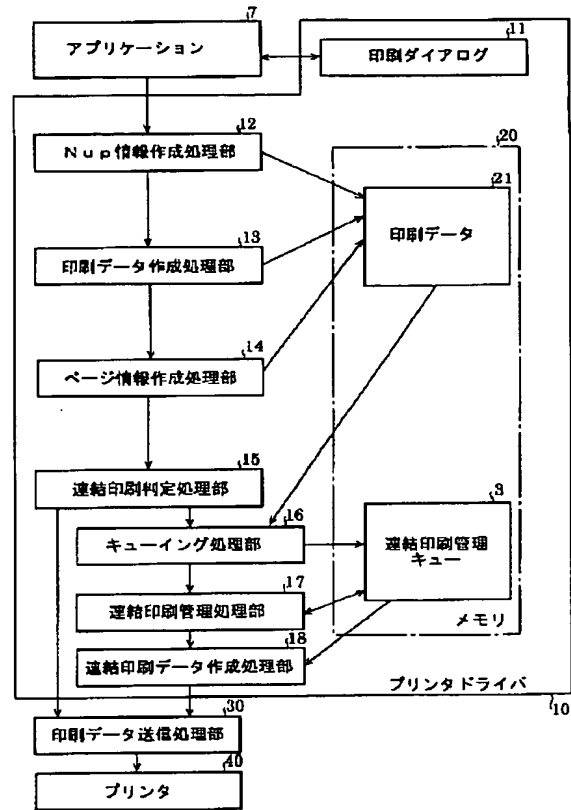 7
アプリケーション
11
印刷ダイアログ
12
Nup情報作成処理部
20
21
印刷データ
13
印刷データ作成処理部
14
ページ情報作成処理部
15
連結印刷判定処理部
16
キューイング処理部
3
連結印刷管理
キュー
17
連結印刷管理処理部
メモリ
18
連結印刷データ作成処理部
プリンタドライバ
10
30
印刷データ送信処理部
40
プリンタ